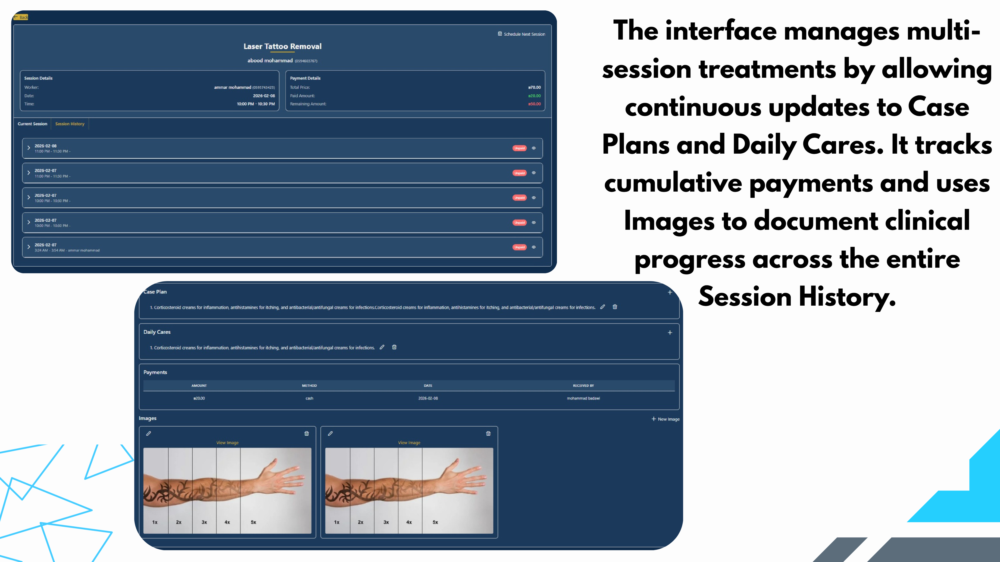 Back
Schedule Next Session
Laser Tattoo Removal
abood mohammad (0594603767)
Session Details
Worker: ammar mohammad (0595743423)
Date: 2026-02-08
Time: 10:00 PM - 10:30 PM
Payment Details
Total Price: ₪70.00
Paid Amount: ₪20.00
Remaining Amount: ₪50.00
Current Session Session History
2026-02-08
11:00 PM - 11:30 PM -
Unpaid
2026-02-07
11:00 PM - 11:30 PM -
Unpaid
2026-02-07
10:00 PM - 10:30 PM -
Unpaid
2026-02-07
10:00 PM - 10:30 PM -
Unpaid
2026-02-07
3:24 AM - 3:54 AM - ammar mohammad
Unpaid
The interface manages multi-
session treatments by allowing
continuous updates to Case
Plans and Daily Cares. It tracks
cumulative payments and uses
Images to document clinical
progress across the entire
Session History.
Case Plan
1. Corticosteroid creams for inflammation, antihistamines for itching, and antibacterial/antifungal creams for infections.Corticosteroid creams for inflammation, antihistamines for itching, and antibacterial/antifungal creams for infections.
Daily Cares
1. Corticosteroid creams for inflammation, antihistamines for itching, and antibacterial/antifungal creams for infections.
Payments
AMOUNT METHOD DATE RECEIVED BY
₪20.00 cash 2026-02-08 mohammad badawi
Images
+ New Image
View Image
1x 2x 3x 4x 5x
View Image
1x 2x 3x 4x 5x